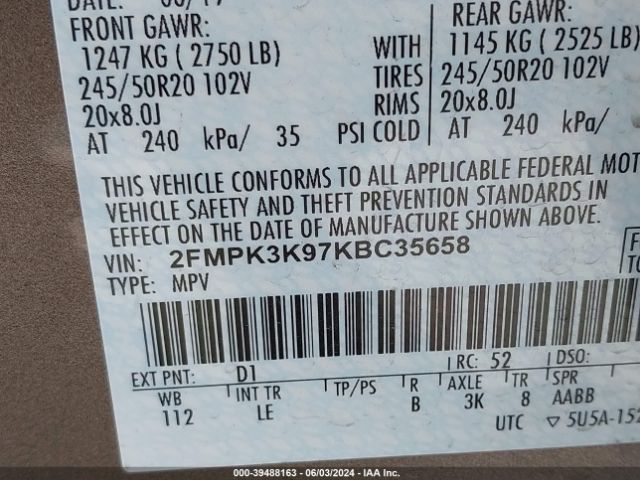 DATE:
FRONT GAWR: REAR GAWR:
1247 KG ( 2750 LB) WITH 1145 KG ( 2525 LB)
245/50R20 102V TIRES 245/50R20 102V
20x8.0J RIMS 20x8.0J
AT 240 kPa/ 35 PSI COLD AT 240 kPa/
THIS VEHICLE CONFORMS TO ALL APPLICABLE FEDERAL MOT
VEHICLE SAFETY AND THEFT PREVENTION STANDARDS IN
EFFECT ON THE DATE OF MANUFACTURE SHOWN ABOVE.
VIN: 2FMPK3K97KBC35658
TYPE: MPV
EXT PNT: D1 RC: 52 DSO:
WB INT TR TP/PS R AXLE TR SPR
112 LE B 3K 8 AABB
UTC ▽ 5U5A-152
000-39488163 - 06/03/2024 - IAA Inc.